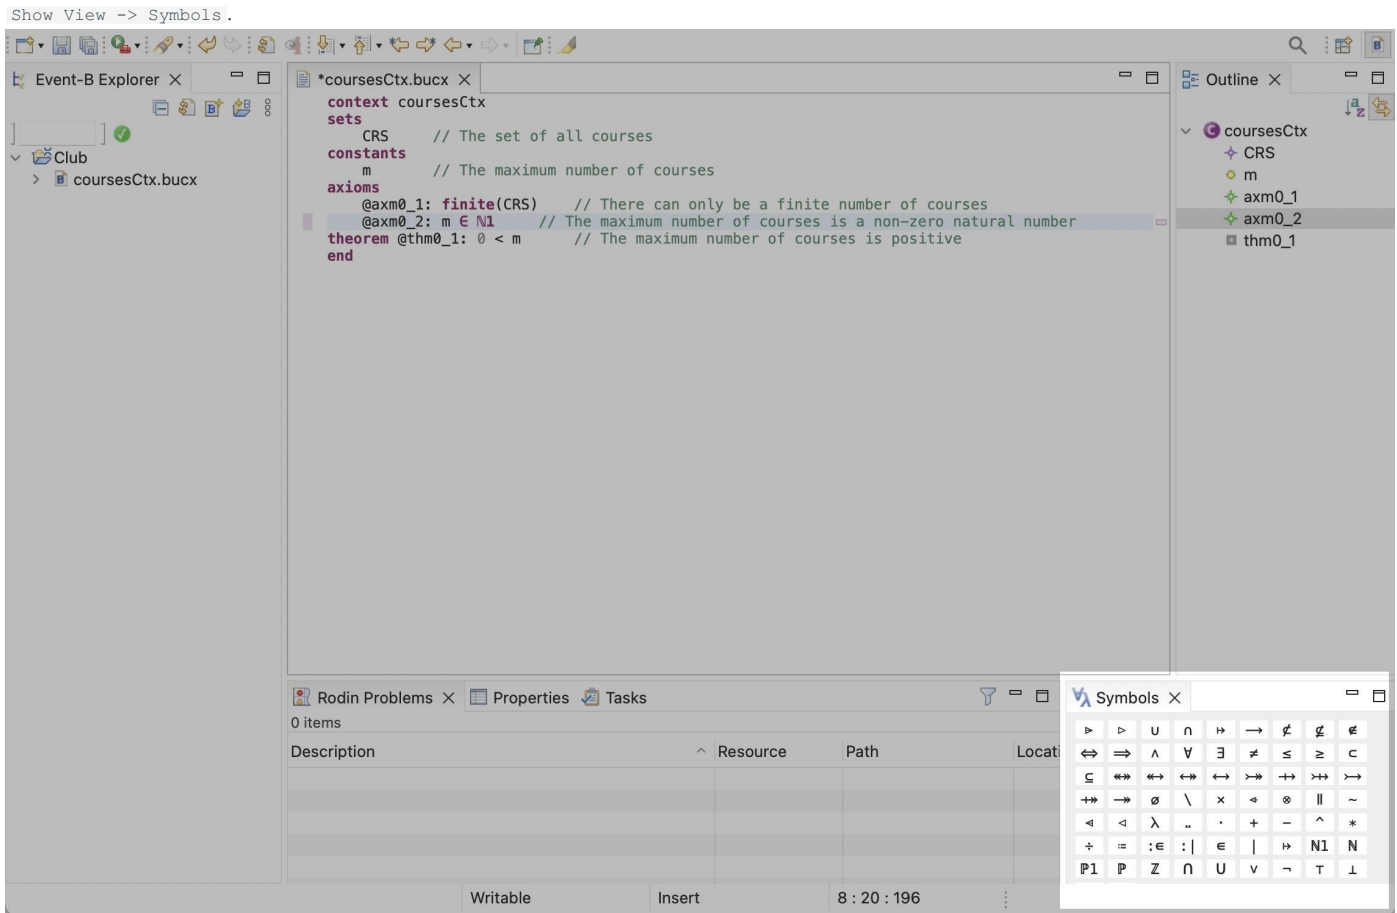 Show View -> Symbols.
Event-B Explorer
*coursesCtx.bucx
Outline
Club
coursesCtx.bucx
context coursesCtx
sets
CRS // The set of all courses
constants
m // The maximum number of courses
axioms
@axm0_1: finite(CRS) // There can only be a finite number of courses
@axm0_2: m ∈ ℕ1 // The maximum number of courses is a non-zero natural number
theorem @thm0_1: 0 < m // The maximum number of courses is positive
end
coursesCtx
CRS
m
axm0_1
axm0_2
thm0_1
Rodin Problems Properties Tasks
0 items
Description Resource Path Locati
Symbols
⩥ ▷ ∪ ∩ ↦ → ⊄ ⊈ ∉
⇔ ⇒ ∧ ∀ ∃ ≠ ≤ ≥ ⊂
⊆  ↔ ⤖ ⇸ ⤔ ↣
⤀ ↠ ∅ \ × ⊗ ∥ ∼
⩤ ◁ λ ‥ · + − ^ ∗
÷ ≔ :∈ :∣ ∈ ∣ ↦ ℕ1 ℕ
ℙ1 ℙ ℤ ⋂ ⋃ ∨ ¬ ⊤ ⊥
Writable Insert 8 : 20 : 196